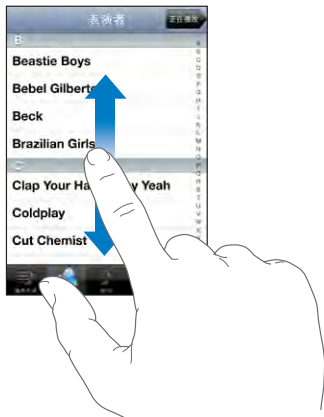 表演者 正在播放
B
Beastie Boys
Bebel Gilberto
Beck
Brazilian Girls
C
Clap Your Ha y Yeah
Coldplay
Cut Chemist